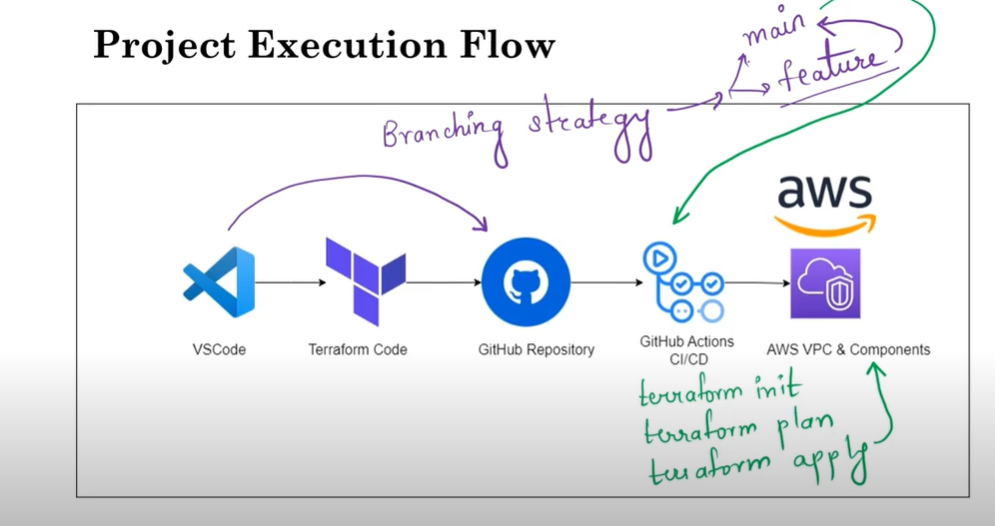 Project Execution Flow
main
feature
Branching strategy
aws
VSCode
Terraform Code
GitHub Repository
GitHub Actions
CI/CD
AWS VPC & Components
terraform init
terraform plan
terraform apply